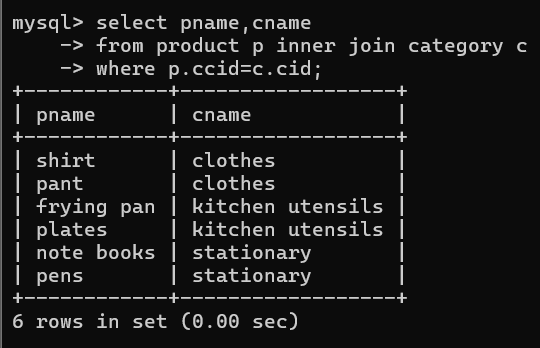 mysql> select pname,cname
    -> from product p inner join category c
    -> where p.ccid=c.cid;
+------------+------------------+
| pname      | cname            |
+------------+------------------+
| shirt      | clothes          |
| pant       | clothes          |
| frying pan | kitchen utensils |
| plates     | kitchen utensils |
| note books | stationary       |
| pens       | stationary       |
+------------+------------------+
6 rows in set (0.00 sec)